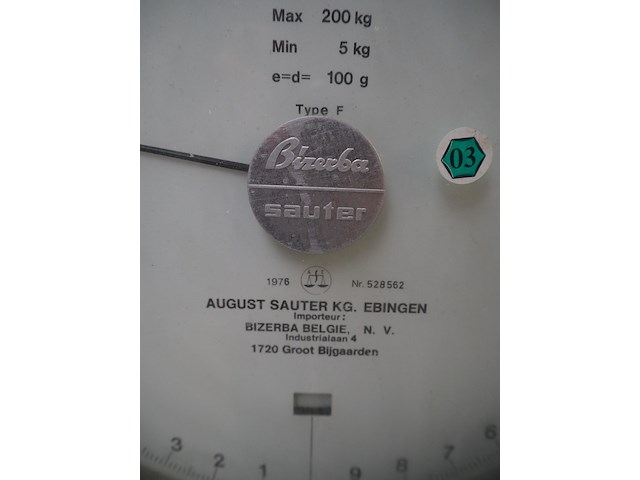 Max 200 kg
Min 5 kg
e=d= 100 g
Type F
Bizerba
sauter
03
1976 Nr. 528562
AUGUST SAUTER KG. EBINGEN
Importeur:
BIZERBA BELGIE, N. V.
Industrialaan 4
1720 Groot Bijgaarden
3 2 1 9 8 7 6